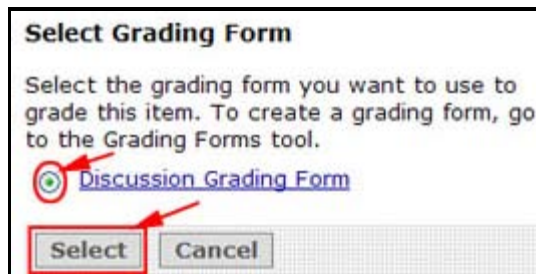 Select Grading Form
Select the grading form you want to use to
grade this item. To create a grading form, go
to the Grading Forms tool.
Discussion Grading Form
Select Cancel